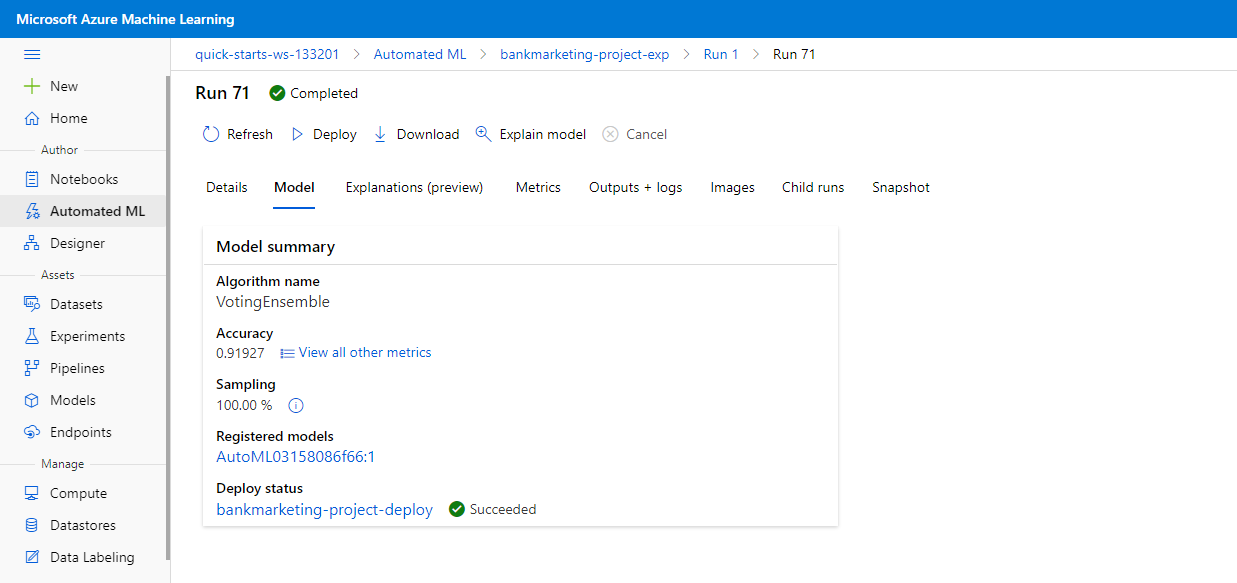 Microsoft Azure Machine Learning
quick-starts-ws-133201 > Automated ML > bankmarketing-project-exp > Run 1 > Run 71
New
Home
Author
Notebooks
Automated ML
Designer
Assets
Datasets
Experiments
Pipelines
Models
Endpoints
Manage
Compute
Datastores
Data Labeling
Run 71 Completed
Refresh Deploy Download Explain model Cancel
Details Model Explanations (preview) Metrics Outputs + logs Images Child runs Snapshot
Model summary
Algorithm name
VotingEnsemble
Accuracy
0.91927 View all other metrics
Sampling
100.00 %
Registered models
AutoML03158086f66:1
Deploy status
bankmarketing-project-deploy Succeeded